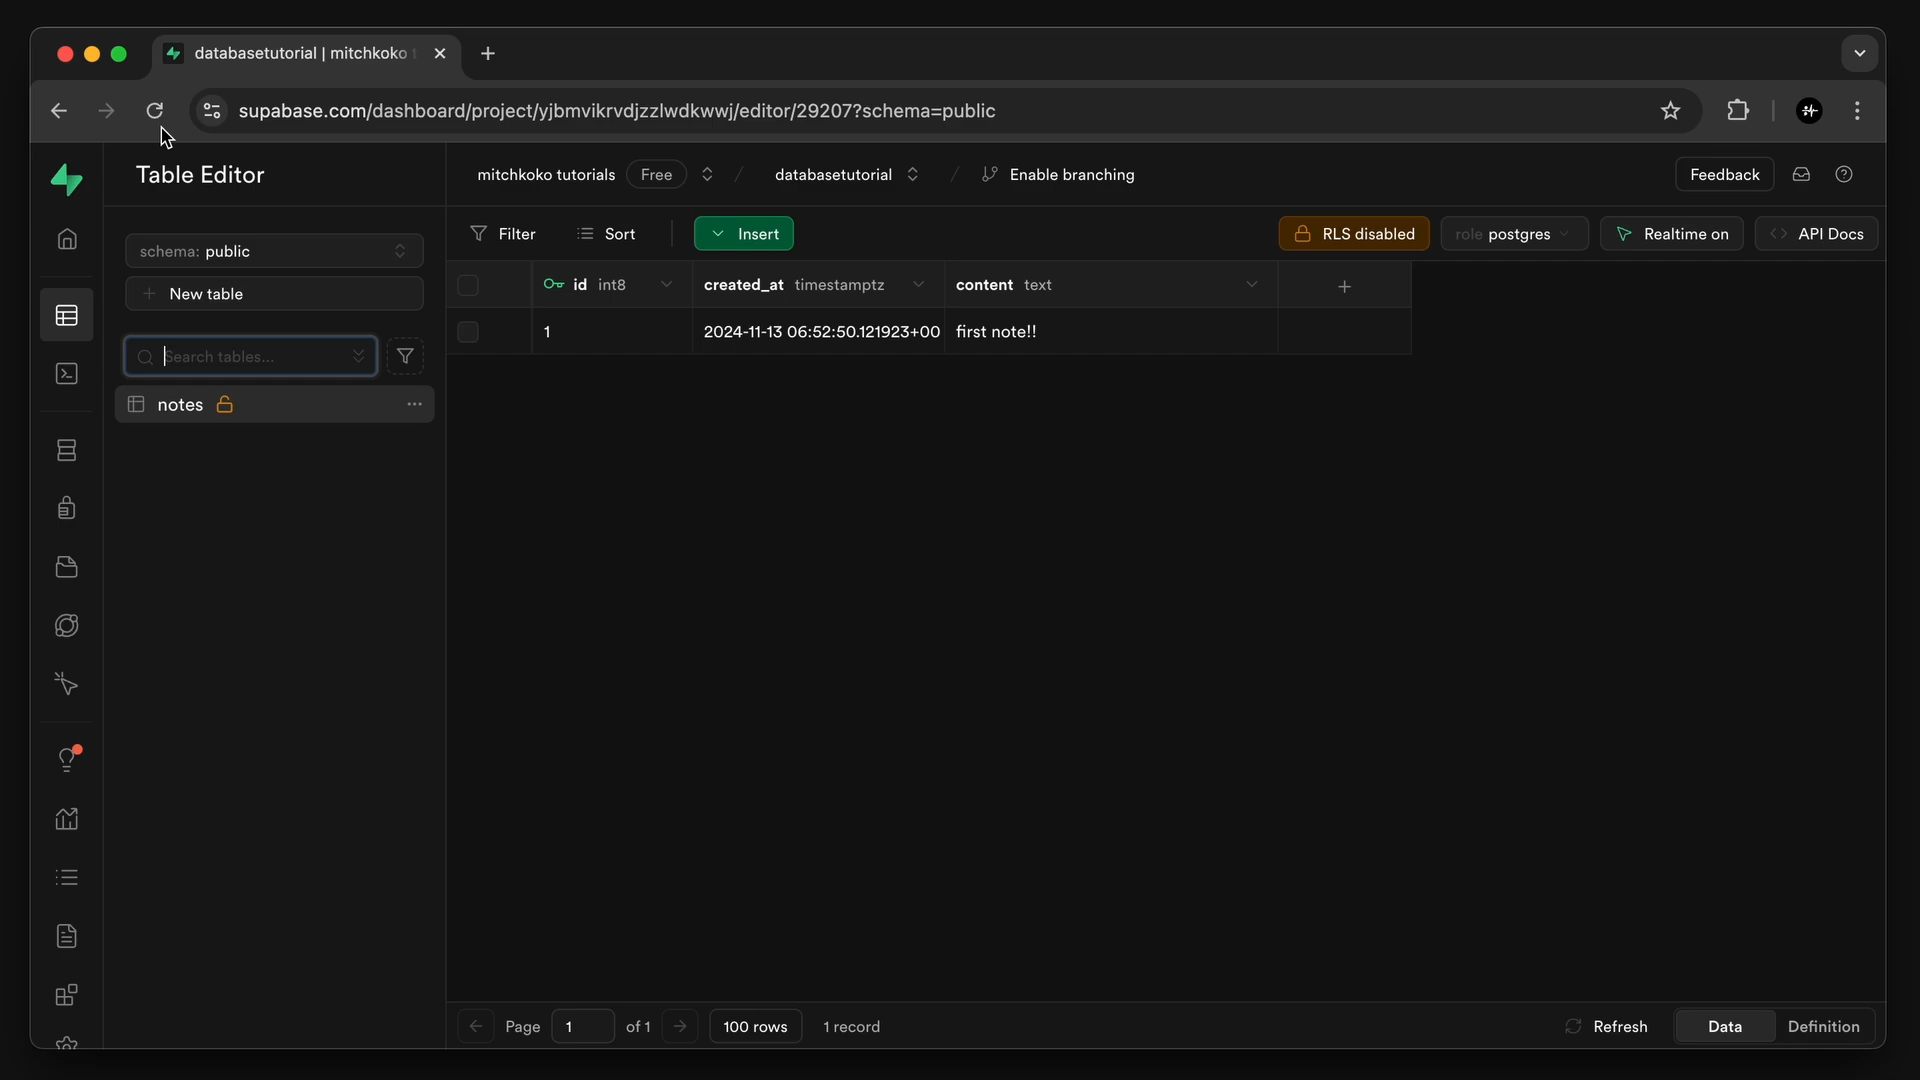 databasetutorial | mitchkoko
supabase.com/dashboard/project/yjbmvikrvdjzzlwdkwwj/editor/29207?schema=public
Table Editor
mitchkoko tutorials Free / databasetutorial / Enable branching
Feedback
schema: public
Filter Sort Insert
RLS disabled role postgres Realtime on API Docs
New table
id int8 created_at timestamptz content text
Search tables...
1 2024-11-13 06:52:50.121923+00 first note!!
notes
Page 1 of 1 100 rows 1 record
Refresh Data Definition